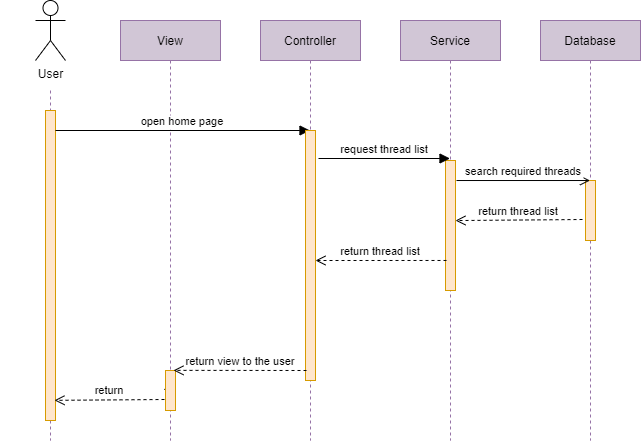 View
Controller
Service
Database
User
open home page
request thread list
search required threads
return thread list
return thread list
return view to the user
return